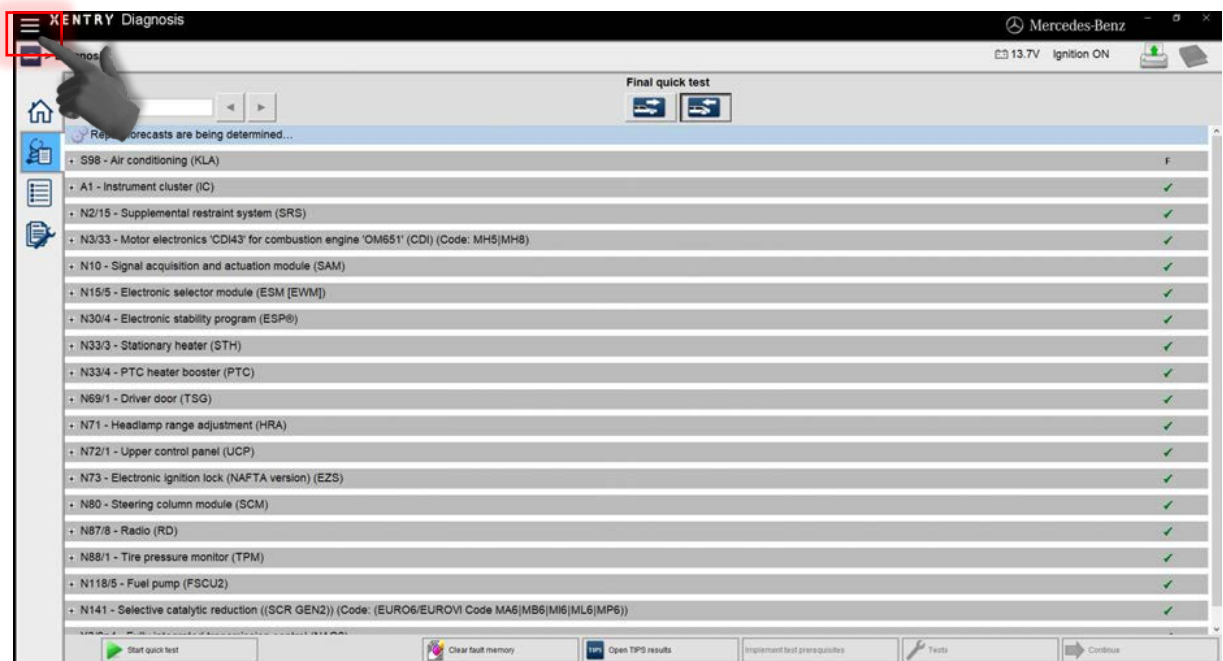 XENTRY Diagnosis
Mercedes-Benz
13.7V Ignition ON
Final quick test
forecasts are being determined...
+ S98 - Air conditioning (KLA) F
+ A1 - Instrument cluster (IC) ✓
+ N2/15 - Supplemental restraint system (SRS) ✓
+ N3/33 - Motor electronics 'CDI43' for combustion engine 'OM651' (CDI) (Code: MH5|MH8) ✓
+ N10 - Signal acquisition and actuation module (SAM) ✓
+ N15/5 - Electronic selector module (ESM [EWM]) ✓
+ N30/4 - Electronic stability program (ESP®) ✓
+ N33/3 - Stationary heater (STH) ✓
+ N33/4 - PTC heater booster (PTC) ✓
+ N69/1 - Driver door (TSG) ✓
+ N71 - Headlamp range adjustment (HRA) ✓
+ N72/1 - Upper control panel (UCP) ✓
+ N73 - Electronic ignition lock (NAFTA version) (EZS) ✓
+ N80 - Steering column module (SCM) ✓
+ N87/8 - Radio (RD) ✓
+ N88/1 - Tire pressure monitor (TPM) ✓
+ N118/5 - Fuel pump (FSCU2) ✓
+ N141 - Selective catalytic reduction ((SCR GEN2)) (Code: (EURO6/EUROVI Code MA6|MB6|MI6|ML6|MP6)) ✓
Start quick test
Clear fault memory
TIPS Open TIPS results
Implement test prerequisites
Tests
Continue